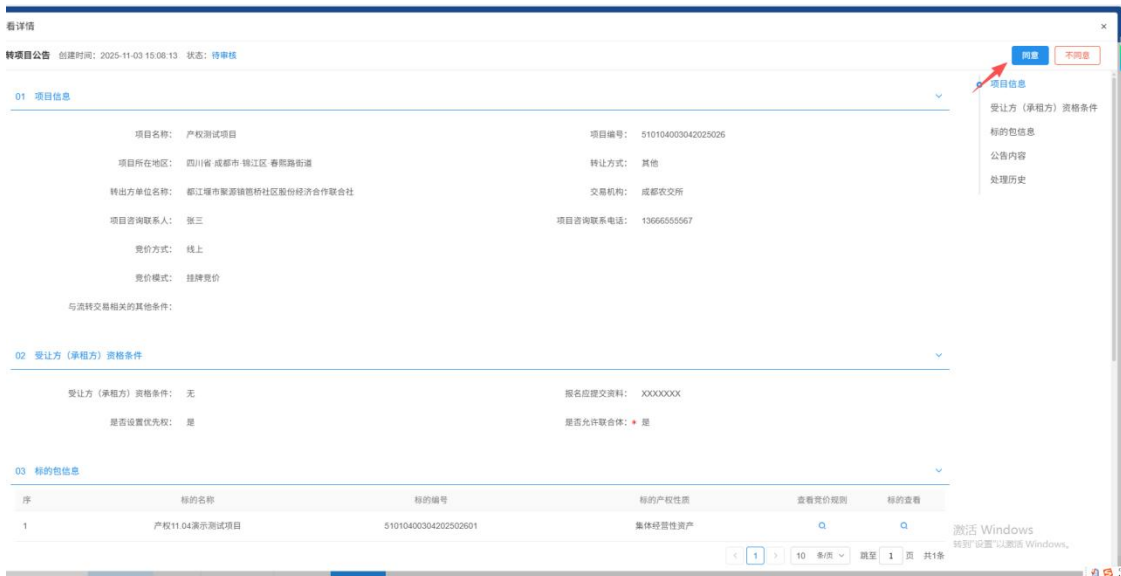 看详情
×
转项目公告 创建时间：2025-11-03 15:08:13 状态：待审核
同意 不同意
01 项目信息
项目名称： 产权测试项目 项目编号： 510104003042025026
项目所在地区： 四川省·成都市·锦江区·春熙路街道 转让方式： 其他
转出方单位名称： 都江堰市聚源镇笆桥社区股份经济合作联合社 交易机构： 成都农交所
项目咨询联系人： 张三 项目咨询联系电话： 13666555567
竞价方式： 线上
竞价模式： 挂牌竞价
与流转交易相关的其他条件：
02 受让方（承租方）资格条件
受让方（承租方）资格条件： 无 报名应提交资料： XXXXXXX
是否设置优先权： 是 是否允许联合体：* 是
03 标的包信息
序 标的名称 标的编号 标的产权性质 查看竞价规则 标的查看
1 产权11.04演示测试项目 51010400304202502601 集体经营性资产
< 1 > 10 条/页 跳至 1 页 共1条
项目信息
受让方（承租方）资格条件
标的包信息
公告内容
处理历史
激活 Windows
转到"设置"以激活 Windows。